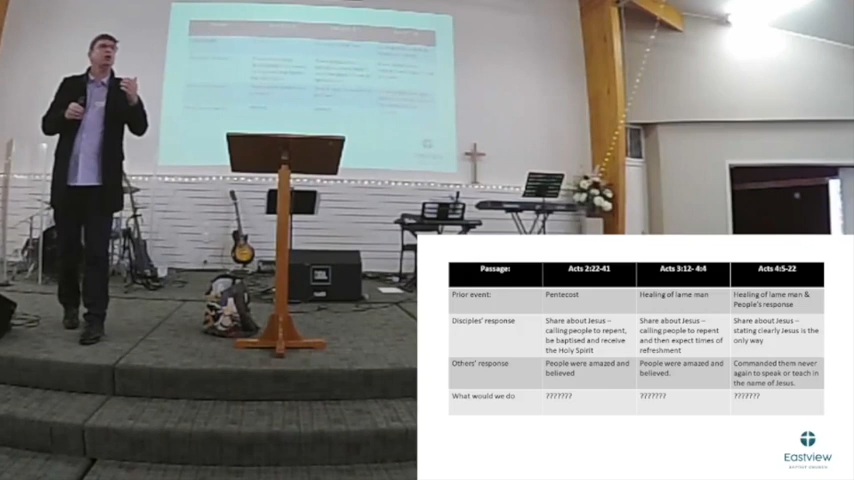 JBL
Passage: Acts 2:22-41 Acts 3:12- 4:4 Acts 4:5-22
Prior event: Pentecost Healing of lame man Healing of lame man &
People's response
Disciples' response Share about Jesus – Share about Jesus – Share about Jesus –
calling people to repent, calling people to repent stating clearly Jesus is the
be baptised and receive and then expect times of only way
the Holy Spirit refreshment
Others' response People were amazed and People were amazed and Commanded them never
believed believed. again to speak or teach in
the name of Jesus.
What would we do ??????? ??????? ???????
Eastview
BAPTIST CHURCH